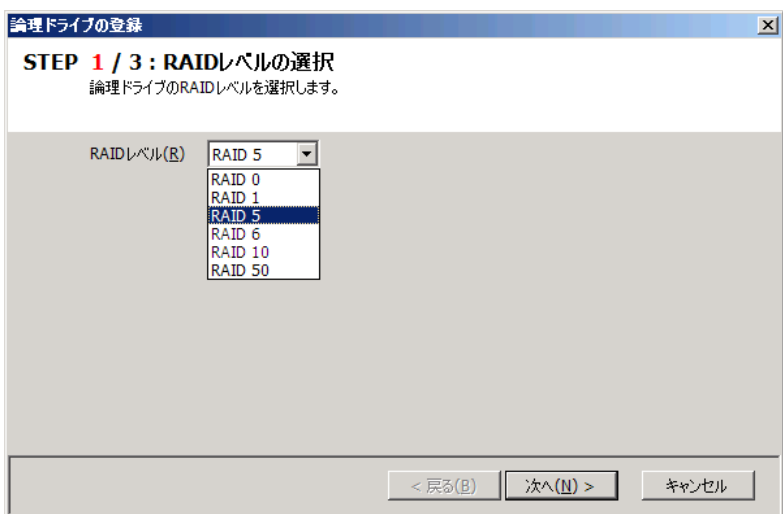 論理ドライブの登録
STEP 1 / 3 : RAIDレベルの選択
論理ドライブのRAIDレベルを選択します。
RAIDレベル(R) RAID 5
RAID 0
RAID 1
RAID 5
RAID 6
RAID 10
RAID 50
< 戻る(B) 次へ(N) > キャンセル